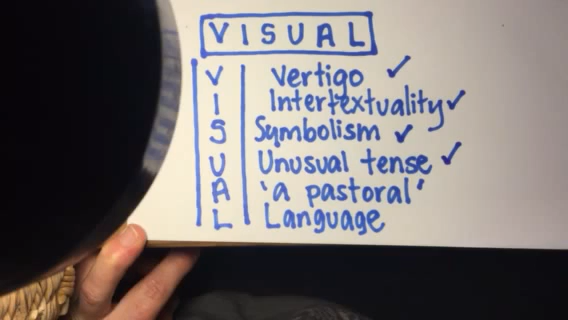 VISUAL
V Vertigo ✓
I Intertextuality ✓
S Symbolism ✓
U Unusual tense ✓
A 'a pastoral'
L Language